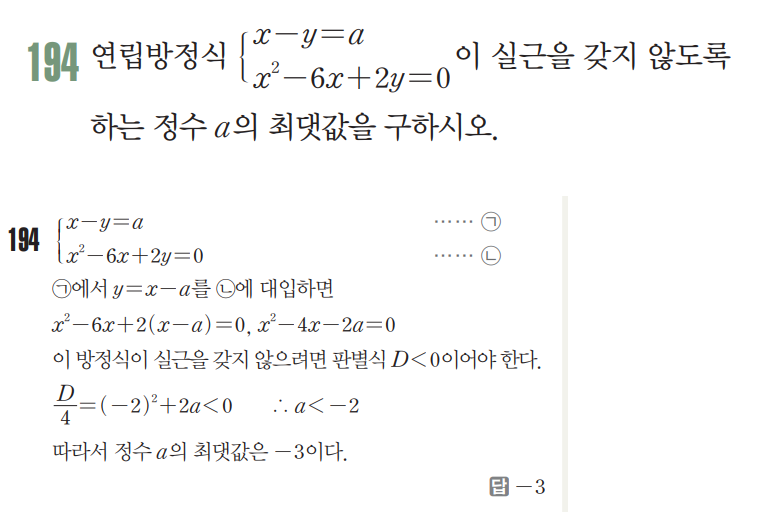 194 연립방정식 { x-y=a
x²-6x+2y=0 이 실근을 갖지 않도록
하는 정수 a의 최댓값을 구하시오.
194 { x-y=a …… ㉠
x²-6x+2y=0 …… ㉡
㉠에서 y=x-a를 ㉡에 대입하면
x²-6x+2(x-a)=0, x²-4x-2a=0
이 방정식이 실근을 갖지 않으려면 판별식 D<0이어야 한다.
D/4=(-2)²+2a<0 ∴ a<-2
따라서 정수 a의 최댓값은 -3이다.
답 -3